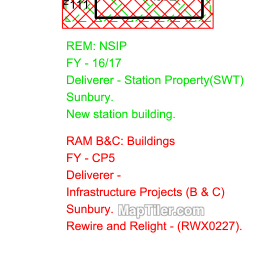 F111
REM: NSIP
FY - 16/17
Deliverer - Station Property(SWT)
Sunbury.
New station building.
RAM B&C: Buildings
FY - CP5
Deliverer -
Infrastructure Projects (B & C)
Sunbury.
MapTiler.com
Rewire and Relight - (RWX0227).